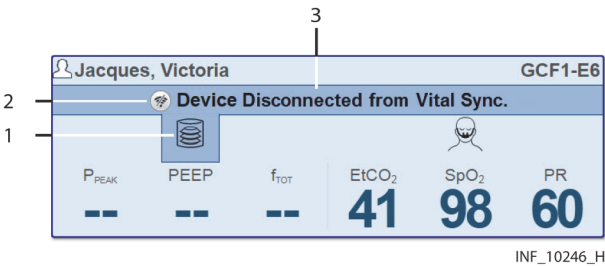 3
Jacques, Victoria GCF1-E6
2 Device Disconnected from Vital Sync.
1
PPEAK PEEP fTOT EtCO2 SpO2 PR
-- -- -- 41 98 60
INF_10246_H